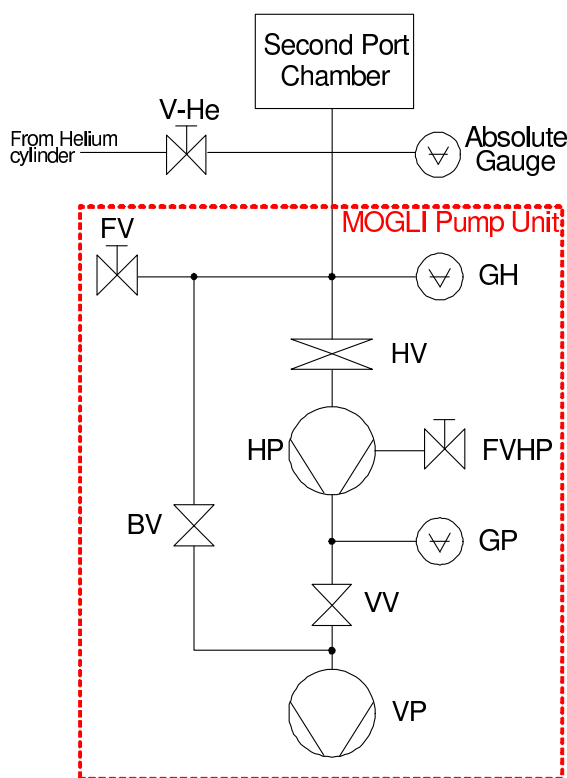 Second Port
Chamber
V-He
From Helium
cylinder
Absolute
Gauge
MOGLI Pump Unit
FV
GH
HV
HP
FVHP
BV
GP
VV
VP